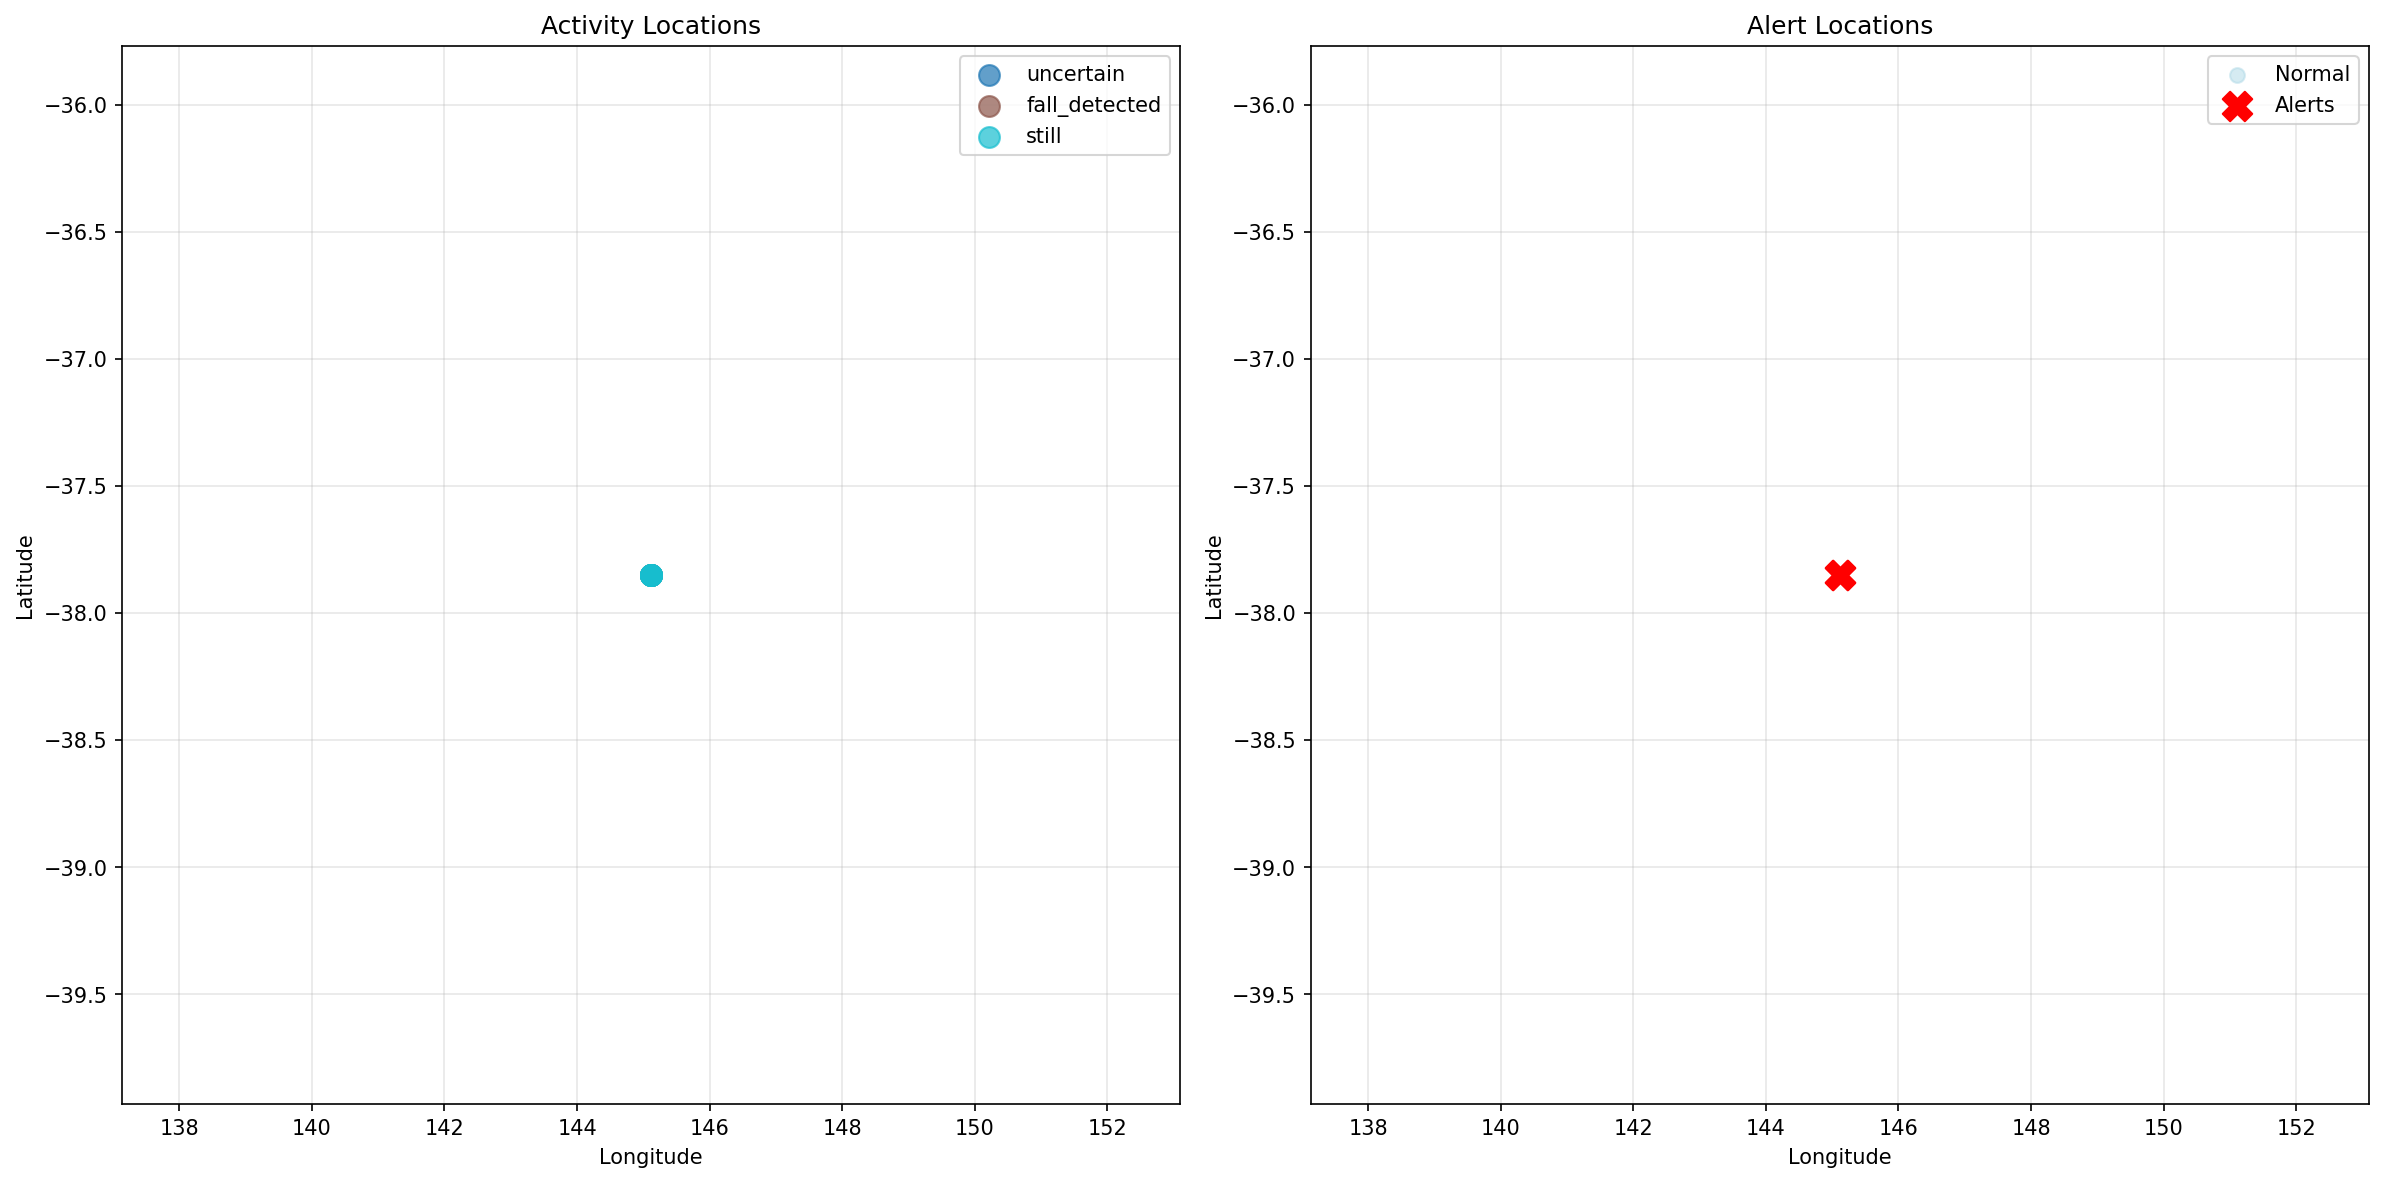 Activity Locations
uncertain
fall_detected
still
−36.0
−36.5
−37.0
−37.5
−38.0
−38.5
−39.0
−39.5
Latitude
138 140 142 144 146 148 150 152
Longitude
Alert Locations
Normal
Alerts
−36.0
−36.5
−37.0
−37.5
−38.0
−38.5
−39.0
−39.5
Latitude
138 140 142 144 146 148 150 152
Longitude